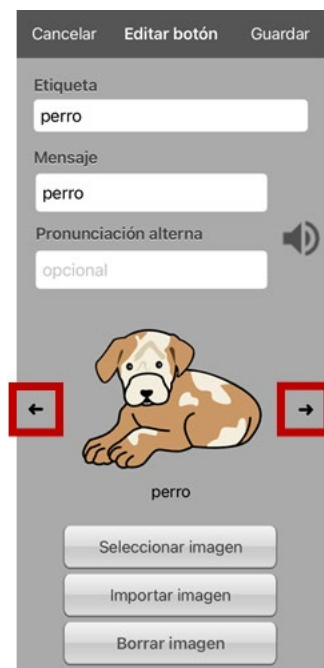 Cancelar Editar botón Guardar
Etiqueta
perro
Mensaje
perro
Pronunciación alterna
opcional
perro
Seleccionar imagen
Importar imagen
Borrar imagen